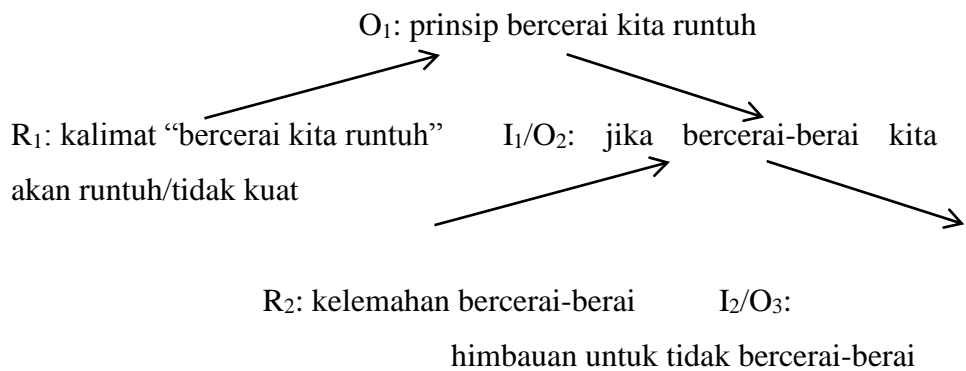 O₁: prinsip bercerai kita runtuh
R₁: kalimat “bercerai kita runtuh” I₁/O₂: jika bercerai-berai kita
akan runtuh/tidak kuat
R₂: kelemahan bercerai-berai I₂/O₃:
himbauan untuk tidak bercerai-berai